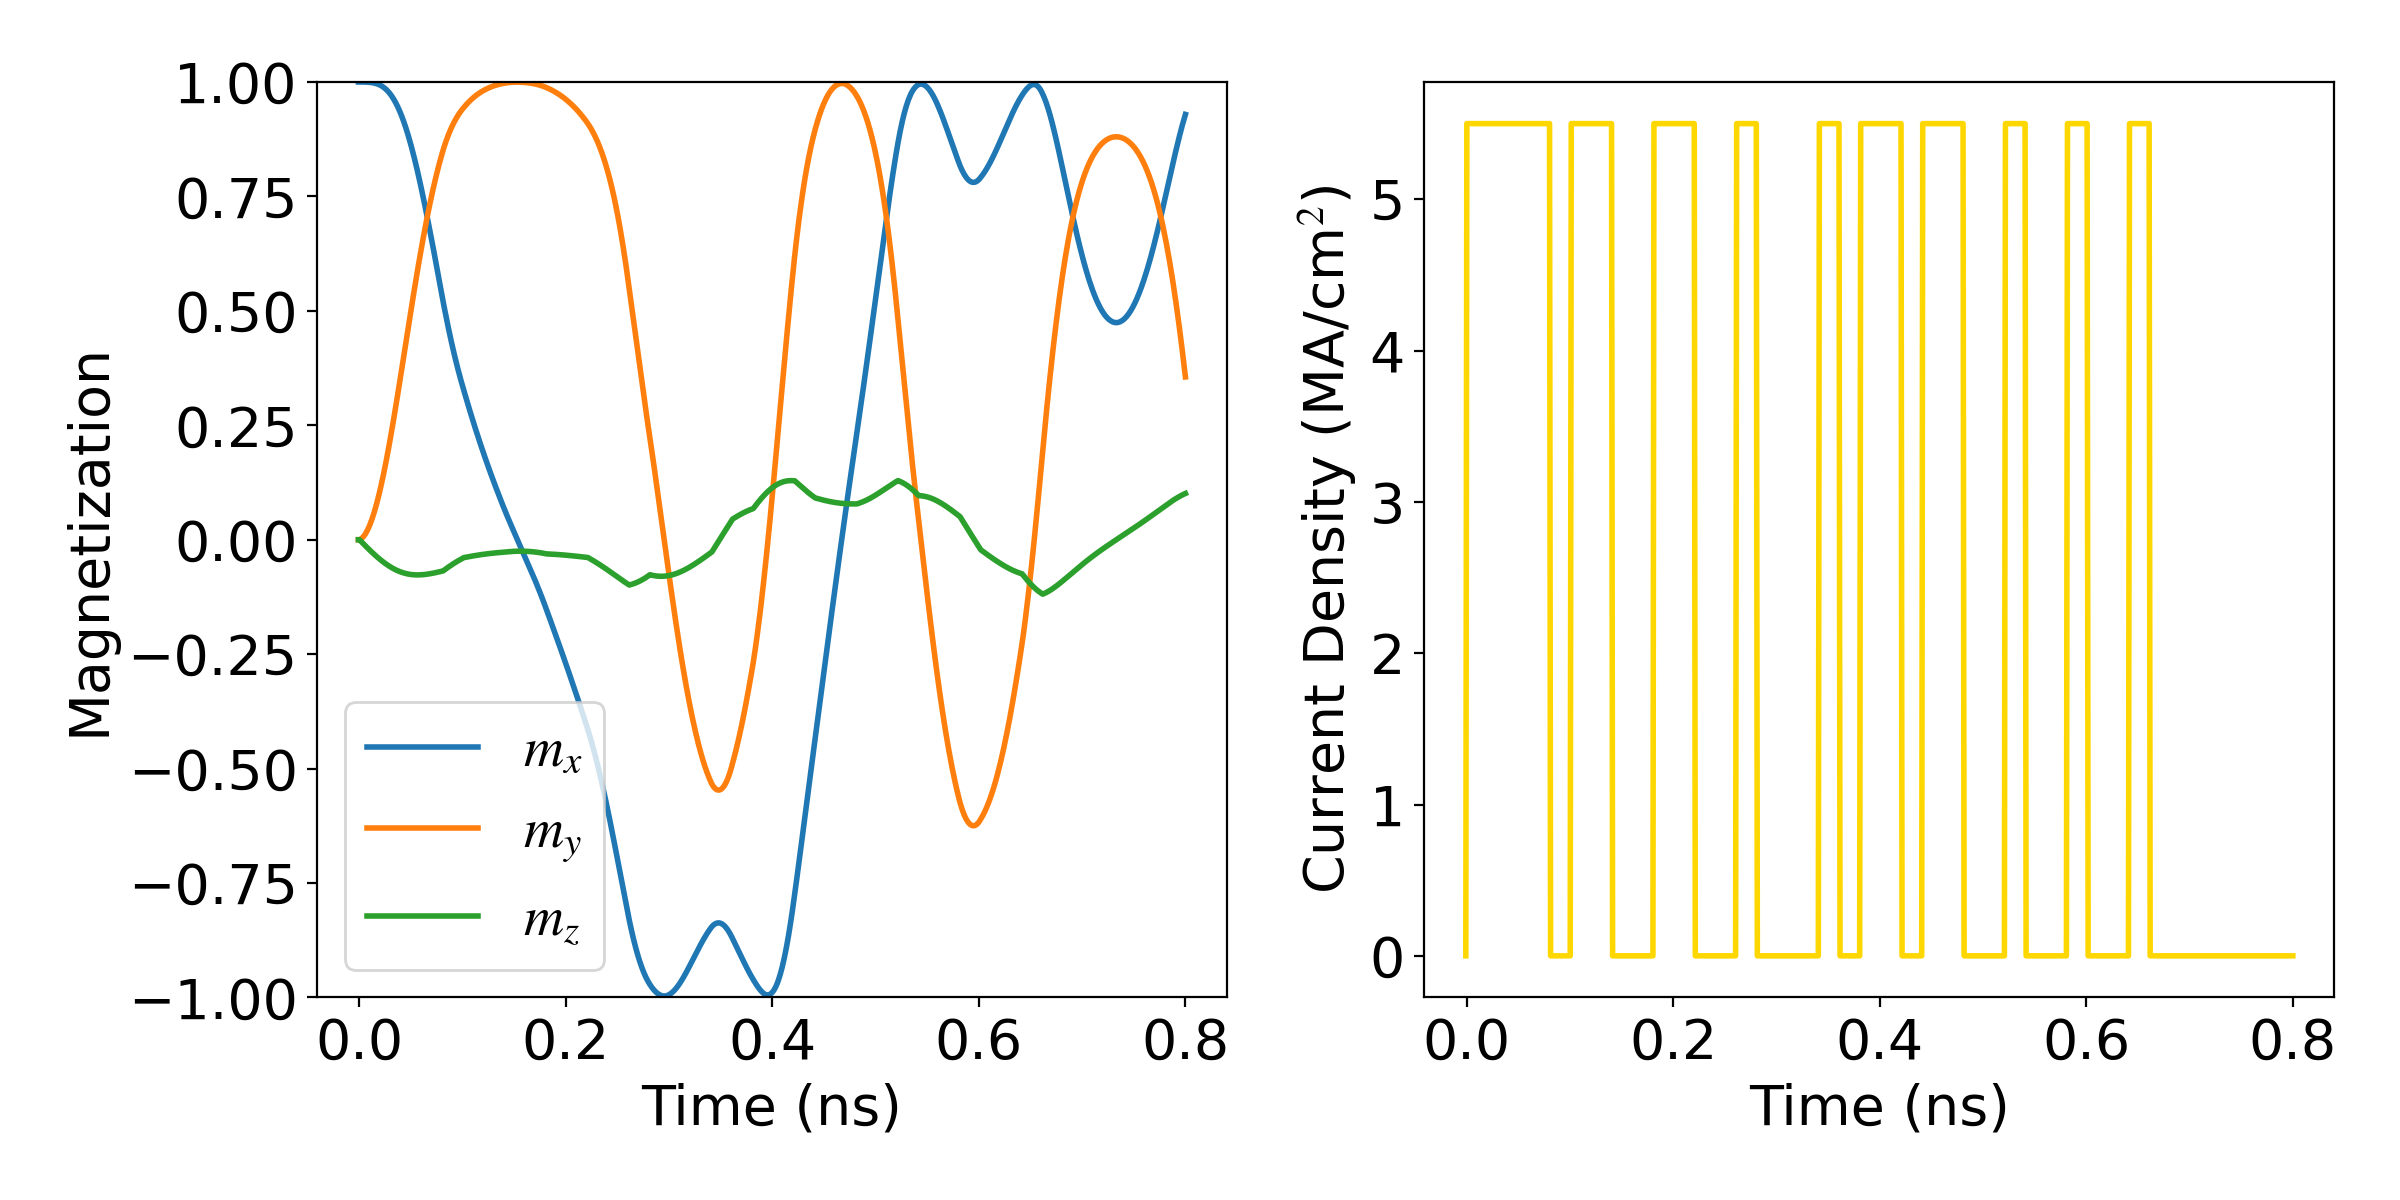 1.00
0.75
0.50
0.25
0.00
−0.25
−0.50
−0.75
−1.00
Magnetization
m_x
m_y
m_z
0.0 0.2 0.4 0.6 0.8
Time (ns)
5
4
3
2
1
0
Current Density (MA/cm²)
0.0 0.2 0.4 0.6 0.8
Time (ns)